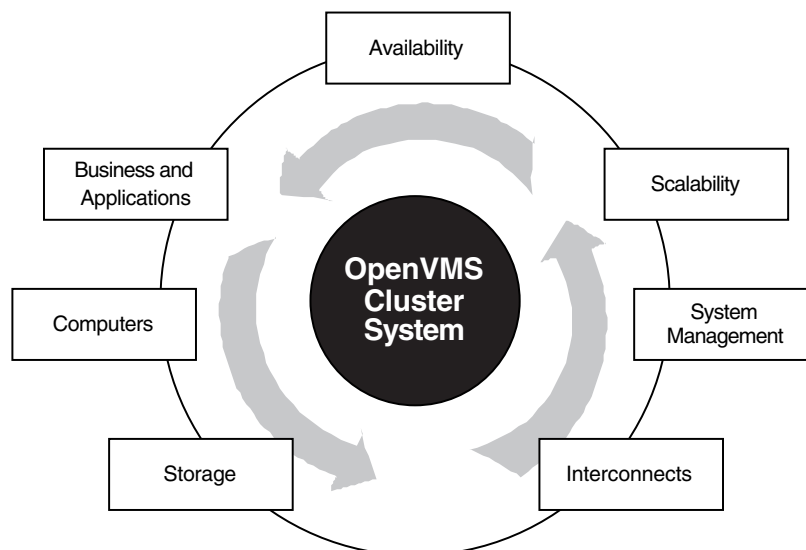 Availability
Business and
Applications
Scalability
OpenVMS
Cluster
System
Computers
System
Management
Storage
Interconnects